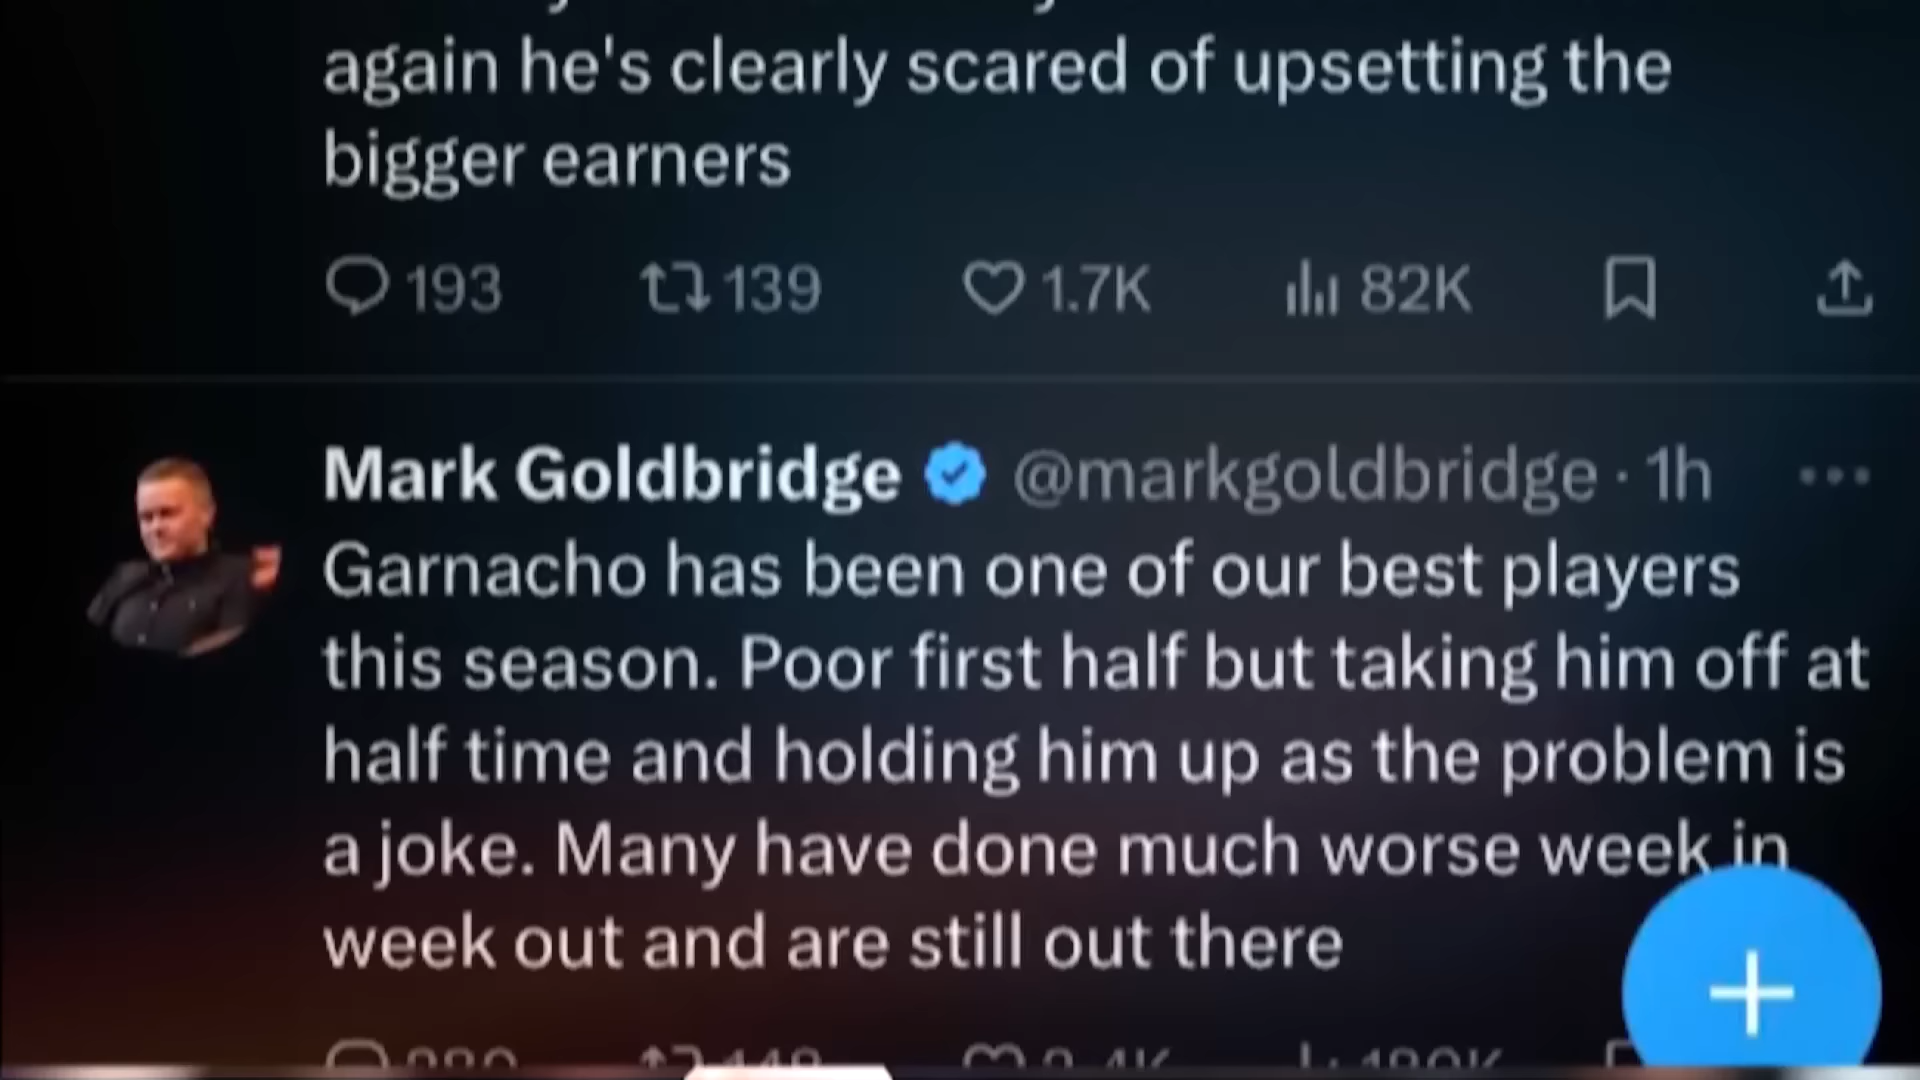 again he's clearly scared of upsetting the
bigger earners
193 139 1.7K 82K
Mark Goldbridge @markgoldbridge · 1h
Garnacho has been one of our best players
this season. Poor first half but taking him off at
half time and holding him up as the problem is
a joke. Many have done much worse week in
week out and are still out there